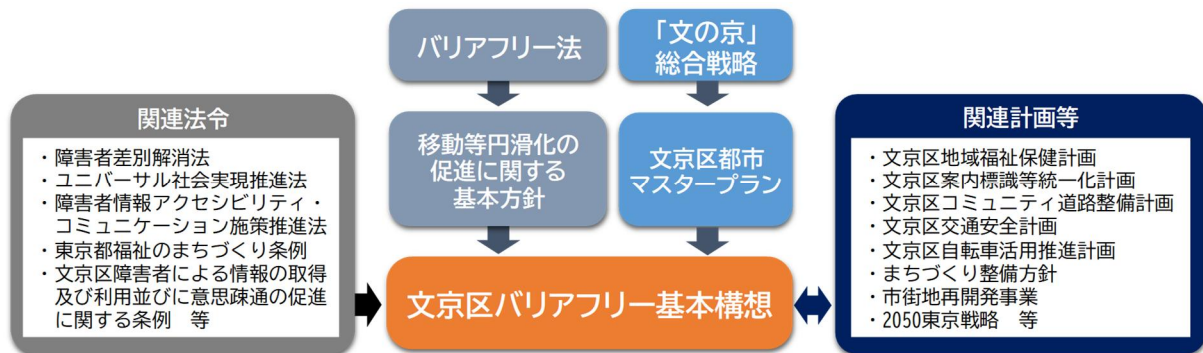 バリアフリー法
「文の京」
総合戦略
移動等円滑化の
促進に関する
基本方針
文京区都市
マスタープラン
関連法令
・障害者差別解消法
・ユニバーサル社会実現推進法
・障害者情報アクセシビリティ・
コミュニケーション施策推進法
・東京都福祉のまちづくり条例
・文京区障害者による情報の取得
及び利用並びに意思疎通の促進
に関する条例　等
文京区バリアフリー基本構想
関連計画等
・文京区地域福祉保健計画
・文京区案内標識等統一化計画
・文京区コミュニティ道路整備計画
・文京区交通安全計画
・文京区自転車活用推進計画
・まちづくり整備方針
・市街地再開発事業
・2050東京戦略　等